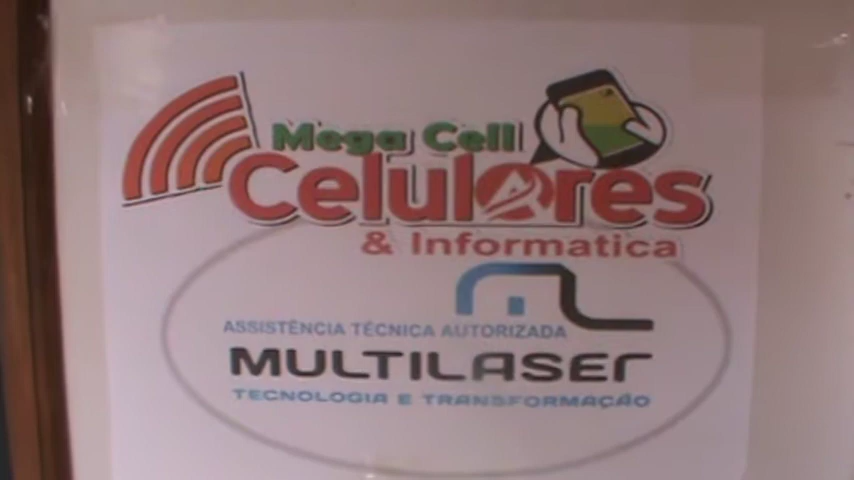 Mega Cell
Celulares
& Informatica
ASSISTÊNCIA TÉCNICA AUTORIZADA
MULTILASER
TECNOLOGIA E TRANSFORMAÇÃO